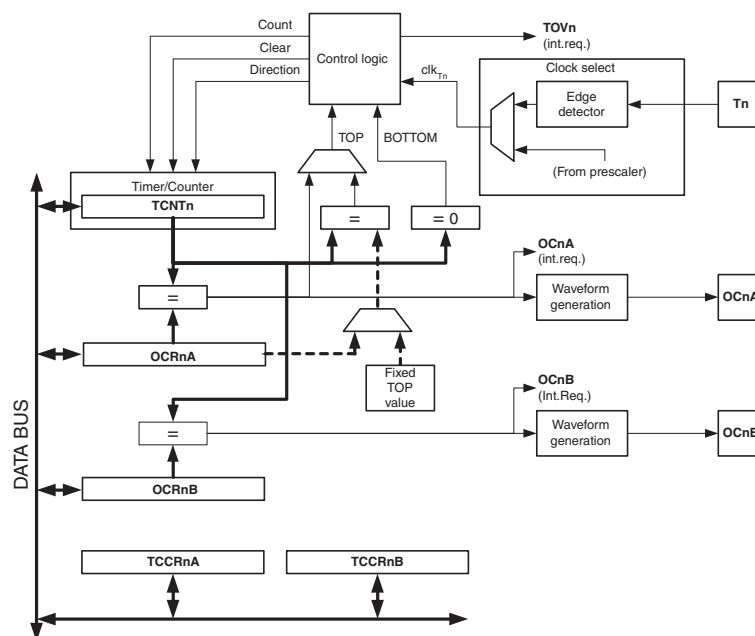 Count
Clear
Direction
Control logic
TOVn
(int.req.)
clkTn
Clock select
Edge
detector
Tn
(From prescaler)
TOP
BOTTOM
Timer/Counter
TCNTn
=
= 0
OCnA
(int.req.)
=
Waveform
generation
OCnA
OCRnA
Fixed
TOP
value
OCnB
(Int.Req.)
=
Waveform
generation
OCnB
OCRnB
DATA BUS
TCCRnA
TCCRnB